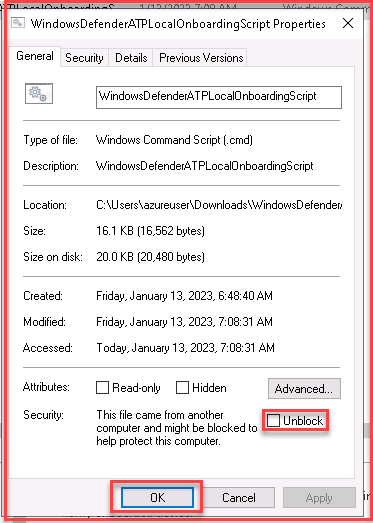 WindowsDefenderATPLocalOnboardingScript Properties
General Security Details Previous Versions
WindowsDefenderATPLocalOnboardingScript
Type of file: Windows Command Script (.cmd)
Description: WindowsDefenderATPLocalOnboardingScript
Location: C:\Users\azureuser\Downloads\WindowsDefender
Size: 16.1 KB (16,562 bytes)
Size on disk: 20.0 KB (20,480 bytes)
Created: Friday, January 13, 2023, 6:48:40 AM
Modified: Friday, January 13, 2023, 7:08:31 AM
Accessed: Today, January 13, 2023, 7:08:31 AM
Attributes: Read-only Hidden Advanced...
Security: This file came from another
computer and might be blocked to
help protect this computer.
Unblock
OK Cancel Apply